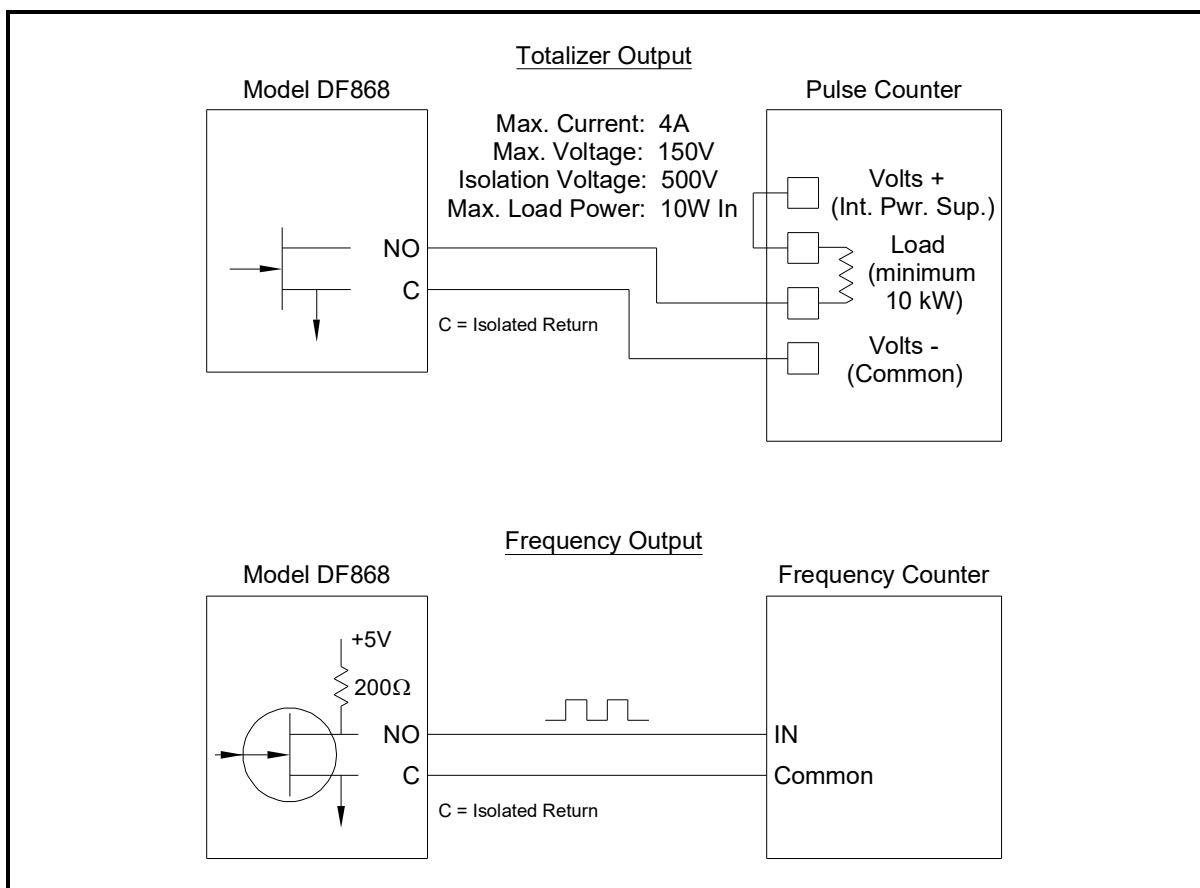 Totalizer Output
Model DF868
Pulse Counter
Max. Current: 4A
Max. Voltage: 150V
Isolation Voltage: 500V
Max. Load Power: 10W In
NO
C
C = Isolated Return
Volts +
(Int. Pwr. Sup.)
Load
(minimum
10 kW)
Volts -
(Common)
Frequency Output
Model DF868
Frequency Counter
+5V
200Ω
NO
C
C = Isolated Return
IN
Common